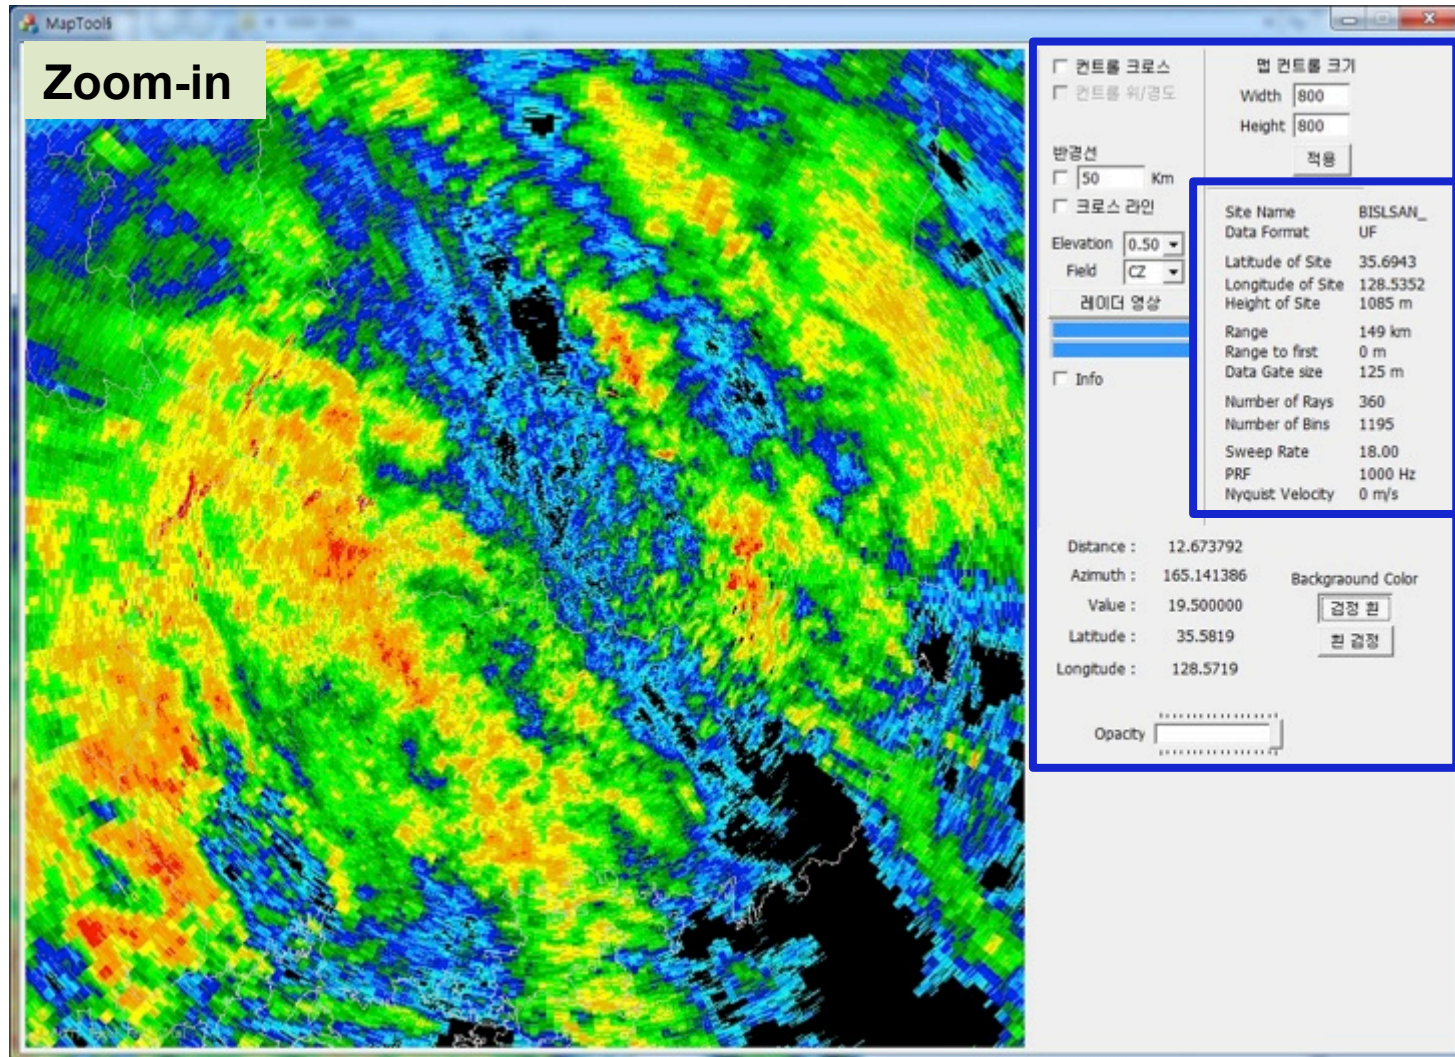 MapTool§
Zoom-in
컨트롤 크로스
컨트롤 위/경도
맵 컨트롤 크기
Width 800
Height 800
적용
반경선
50 Km
크로스 라인
Elevation 0.50
Field CZ
레이더 영상
Info
Site Name BISLSAN_
Data Format UF
Latitude of Site 35.6943
Longitude of Site 128.5352
Height of Site 1085 m
Range 149 km
Range to first 0 m
Data Gate size 125 m
Number of Rays 360
Number of Bins 1195
Sweep Rate 18.00
PRF 1000 Hz
Nyquist Velocity 0 m/s
Distance : 12.673792
Azimuth : 165.141386
Value : 19.500000
Latitude : 35.5819
Longitude : 128.5719
Backgraound Color
검정 흰
흰 검정
Opacity